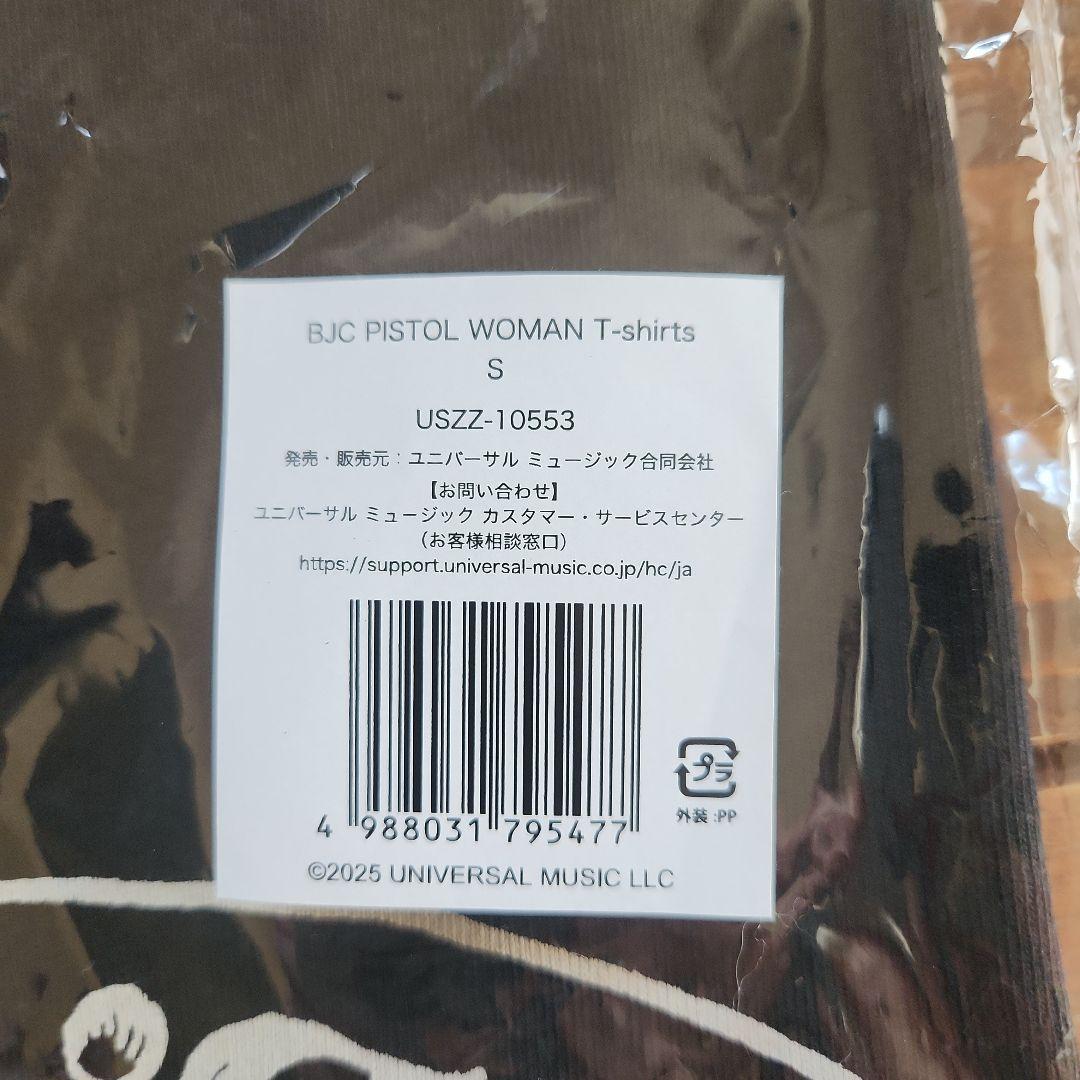 BJC PISTOL WOMAN T-shirts
S
USZZ-10553
発売・販売元：ユニバーサル ミュージック合同会社
【お問い合わせ】
ユニバーサル ミュージック カスタマー・サービスセンター
（お客様相談窓口）
https://support.universal-music.co.jp/hc/ja
4 988031 795477
プラ
外装：PP
©2025 UNIVERSAL MUSIC LLC